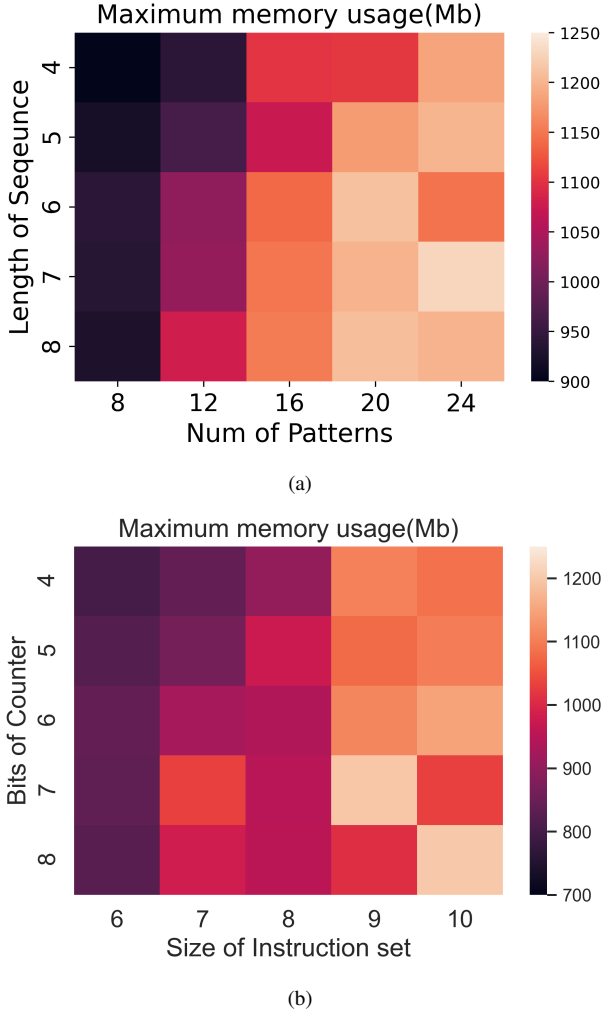 Maximum memory usage(Mb)
Length of Seqeunce
4
5
6
7
8
8 12 16 20 24
Num of Patterns
1250
1200
1150
1100
1050
1000
950
900
(a)
Maximum memory usage(Mb)
Bits of Counter
4
5
6
7
8
6 7 8 9 10
Size of Instruction set
1200
1100
1000
900
800
700
(b)